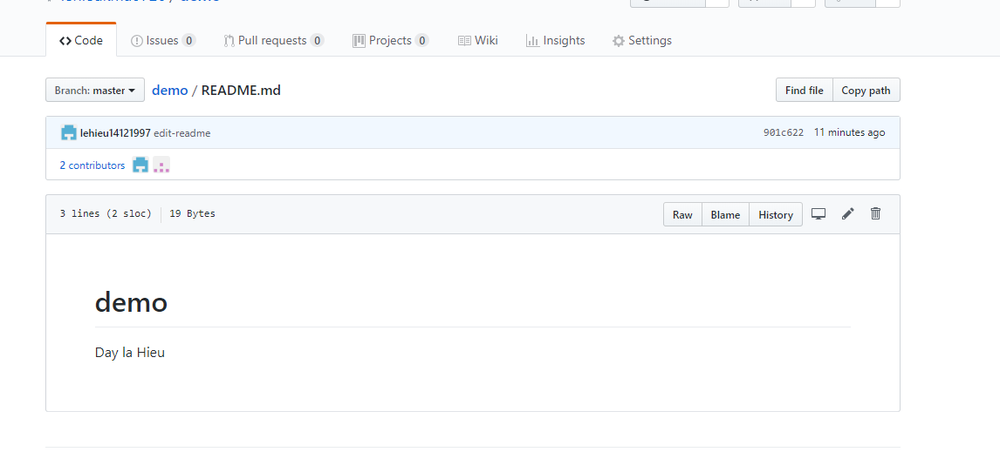 Code Issues 0 Pull requests 0 Projects 0 Wiki Insights Settings
Branch: master demo / README.md Find file Copy path
lehieu14121997 edit-readme 901c622 11 minutes ago
2 contributors
3 lines (2 sloc) 19 Bytes Raw Blame History
demo
Day la Hieu